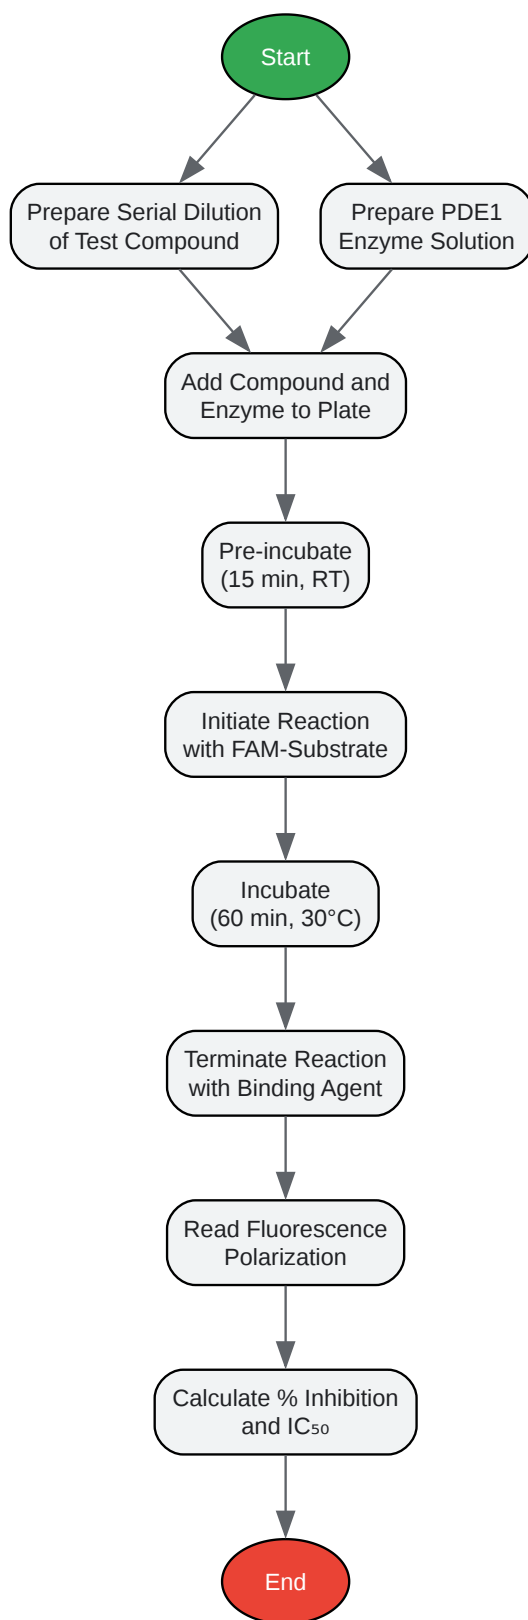 Start
Prepare Serial Dilution
of Test Compound
Prepare PDE1
Enzyme Solution
Add Compound and
Enzyme to Plate
Pre-incubate
(15 min, RT)
Initiate Reaction
with FAM-Substrate
Incubate
(60 min, 30°C)
Terminate Reaction
with Binding Agent
Read Fluorescence
Polarization
Calculate % Inhibition
and IC₅₀
End